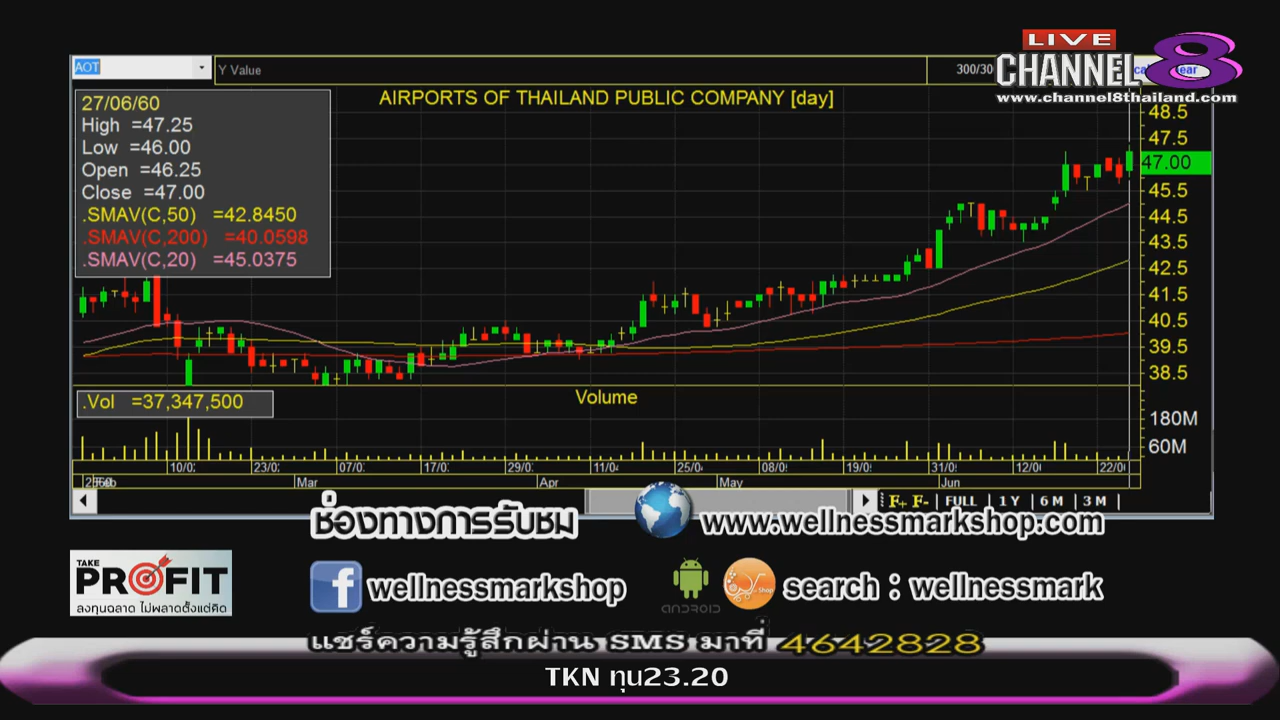 LIVE
CHANNEL 8
www.channel8thailand.com
AOT
Y Value
300/30
AIRPORTS OF THAILAND PUBLIC COMPANY [day]
27/06/60
High =47.25
Low =46.00
Open =46.25
Close =47.00
.SMAV(C,50) =42.8450
.SMAV(C,200) =40.0598
.SMAV(C,20) =45.0375
48.5
47.5
47.00
45.5
44.5
43.5
42.5
41.5
40.5
39.5
38.5
.Vol =37,347,500
Volume
180M
60M
10/0 23/0 07/0 17/0 29/0 11/04 25/04 08/0 19/0 31/0 12/0 22/0
Mar Apr May Jun
F+ F- | FULL | 1 Y | 6 M | 3 M |
ช่องทางการรับชม
www.wellnessmarkshop.com
TAKE
PROFIT
ลงทุนฉลาด ไม่พลาดตั้งแต่คิด
f wellnessmarkshop
ANDROID
Shop
search : wellnessmark
แชร์ความรู้สึกผ่าน SMS มาที่ 4642828
TKN ทุน23.20